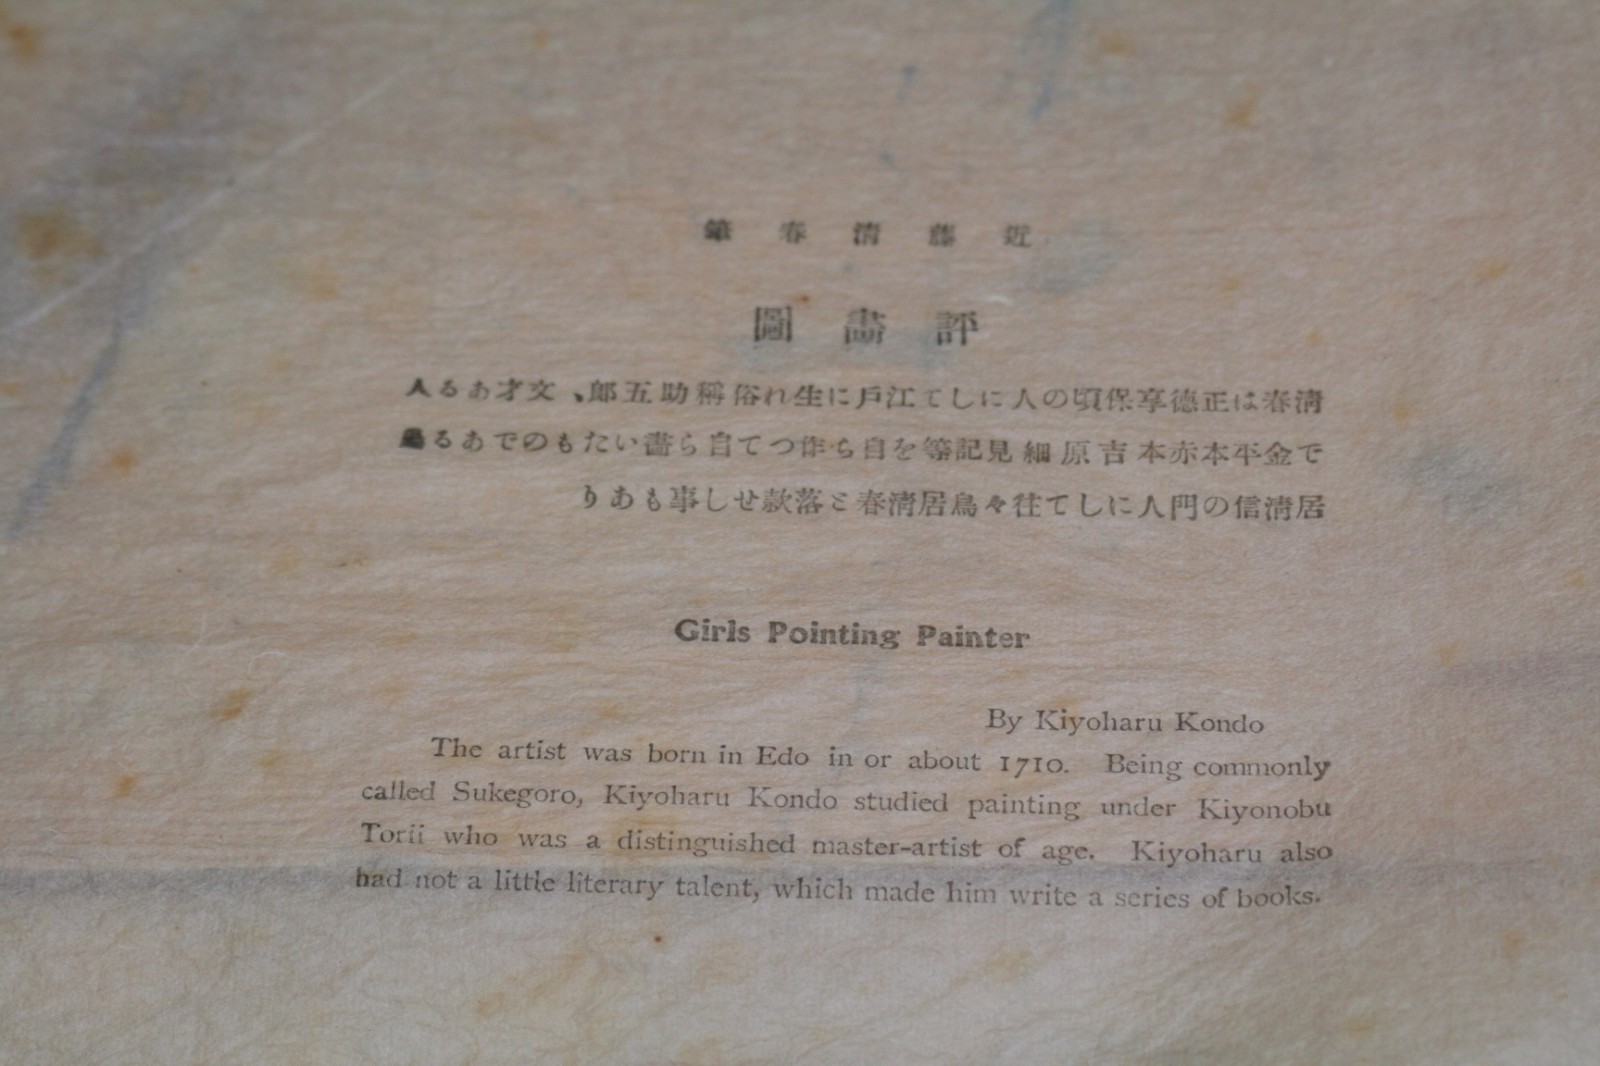 近藤清春筆
評畵圖
清春は正德享保頃の人にして江戶に生れ俗稱助五郎、文才ある人
で金平本赤本吉原細見記等を自ら作つて自ら畵いたものである鳥
居清信の門人にして往々鳥居清春と落款せし事もあり
Girls Pointing Painter
By Kiyoharu Kondo
The artist was born in Edo in or about 1710. Being commonly
called Sukegoro, Kiyoharu Kondo studied painting under Kiyonobu
Torii who was a distinguished master-artist of age. Kiyoharu also
had not a little literary talent, which made him write a series of books.